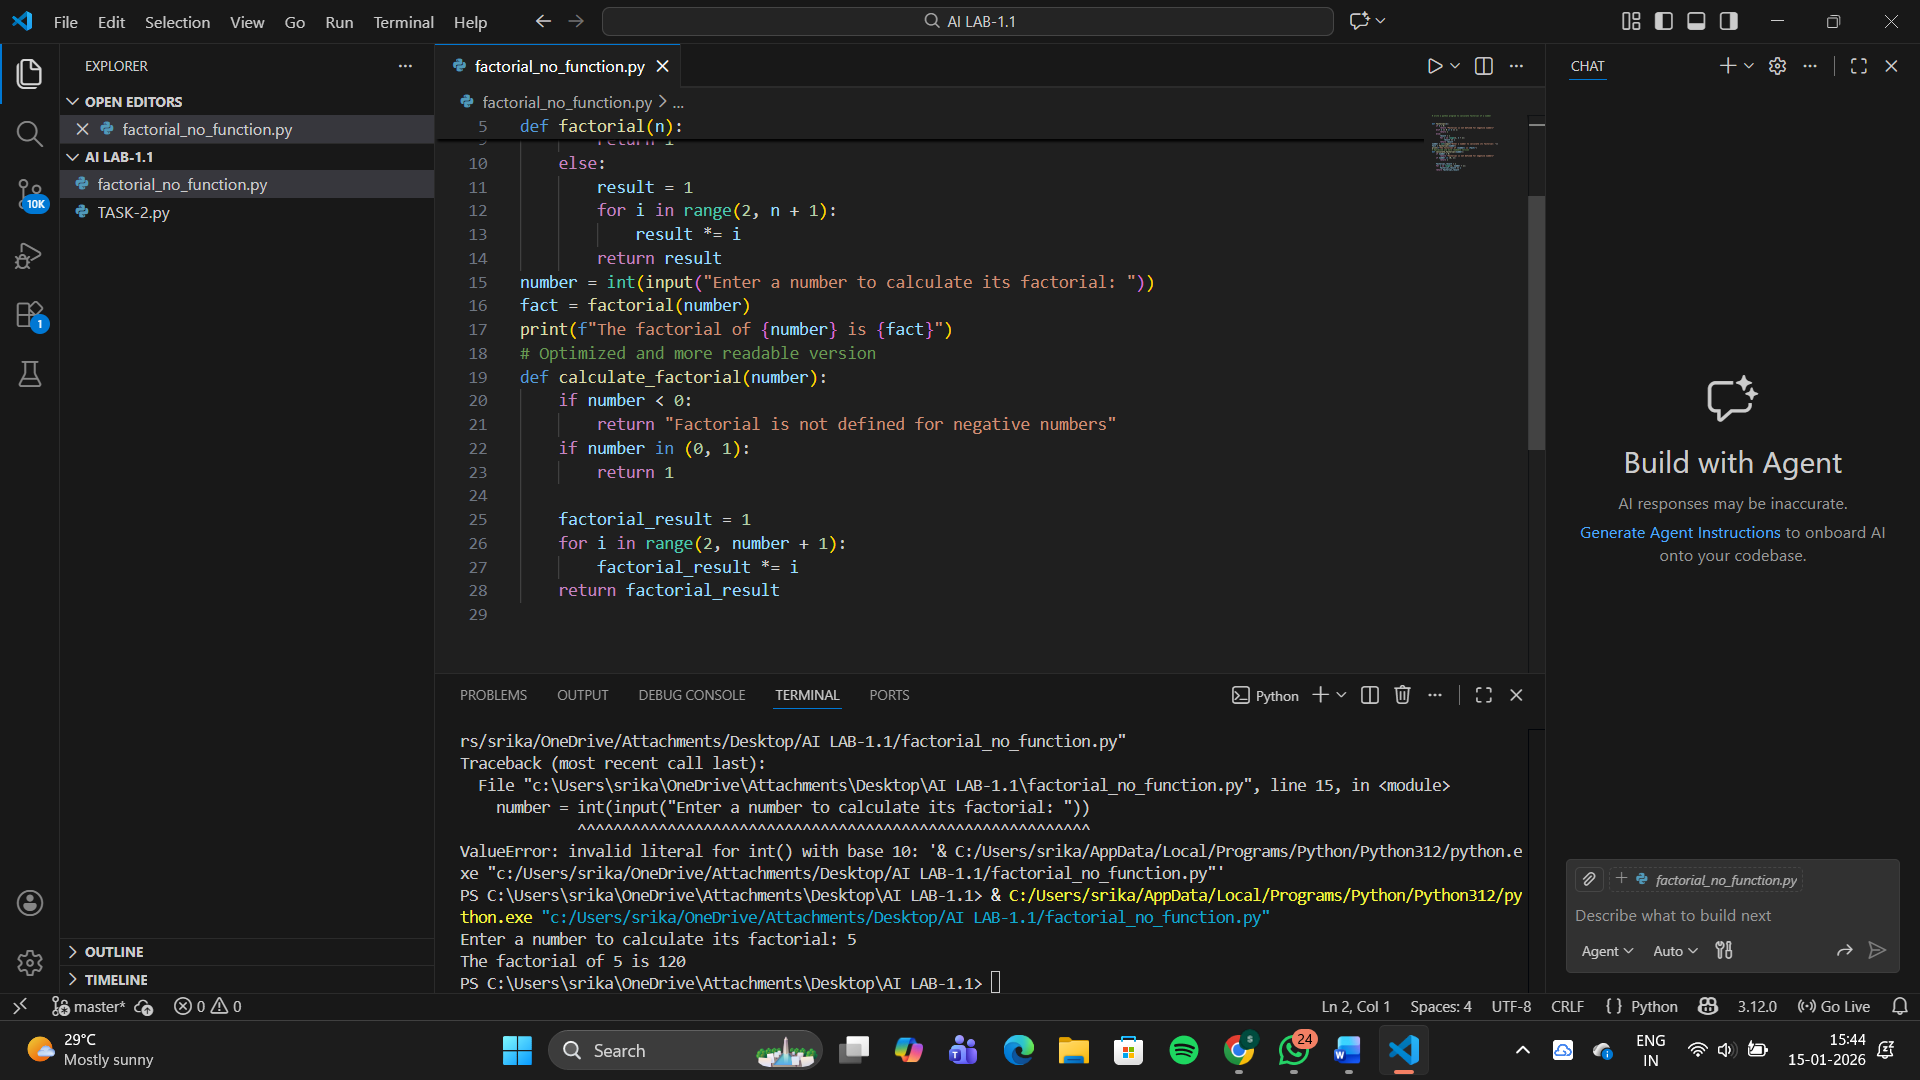 File Edit Selection View Go Run Terminal Help
AI LAB-1.1
EXPLORER
OPEN EDITORS
factorial_no_function.py
AI LAB-1.1
factorial_no_function.py
TASK-2.py
10K
1
OUTLINE
TIMELINE
factorial_no_function.py
factorial_no_function.py > ...
5 def factorial(n):
return 1
10 else:
11 result = 1
12 for i in range(2, n + 1):
13 result *= i
14 return result
15 number = int(input("Enter a number to calculate its factorial: "))
16 fact = factorial(number)
17 print(f"The factorial of {number} is {fact}")
18 # Optimized and more readable version
19 def calculate_factorial(number):
20 if number < 0:
21 return "Factorial is not defined for negative numbers"
22 if number in (0, 1):
23 return 1
24
25 factorial_result = 1
26 for i in range(2, number + 1):
27 factorial_result *= i
28 return factorial_result
29
PROBLEMS OUTPUT DEBUG CONSOLE TERMINAL PORTS
Python
rs/srika/OneDrive/Attachments/Desktop/AI LAB-1.1/factorial_no_function.py"
Traceback (most recent call last):
File "c:\Users\srika\OneDrive\Attachments\Desktop\AI LAB-1.1\factorial_no_function.py", line 15, in <module>
number = int(input("Enter a number to calculate its factorial: "))
^^^^^^^^^^^^^^^^^^^^^^^^^^^^^^^^^^^^^^^^^^^^^^^^^^^^^^^^^
ValueError: invalid literal for int() with base 10: '& C:/Users/srika/AppData/Local/Programs/Python/Python312/python.e
xe "c:/Users/srika/OneDrive/Attachments/Desktop/AI LAB-1.1/factorial_no_function.py"'
PS C:\Users\srika\OneDrive\Attachments\Desktop\AI LAB-1.1> & C:/Users/srika/AppData/Local/Programs/Python/Python312/py
thon.exe "c:/Users/srika/OneDrive/Attachments/Desktop/AI LAB-1.1/factorial_no_function.py"
Enter a number to calculate its factorial: 5
The factorial of 5 is 120
PS C:\Users\srika\OneDrive\Attachments\Desktop\AI LAB-1.1>
CHAT
Build with Agent
AI responses may be inaccurate.
Generate Agent Instructions to onboard AI
onto your codebase.
factorial_no_function.py
Describe what to build next
Agent Auto
master* 0 0
Ln 2, Col 1 Spaces: 4 UTF-8 CRLF { } Python 3.12.0 Go Live
29°C
Mostly sunny
Search
24
ENG
IN
15:44
15-01-2026